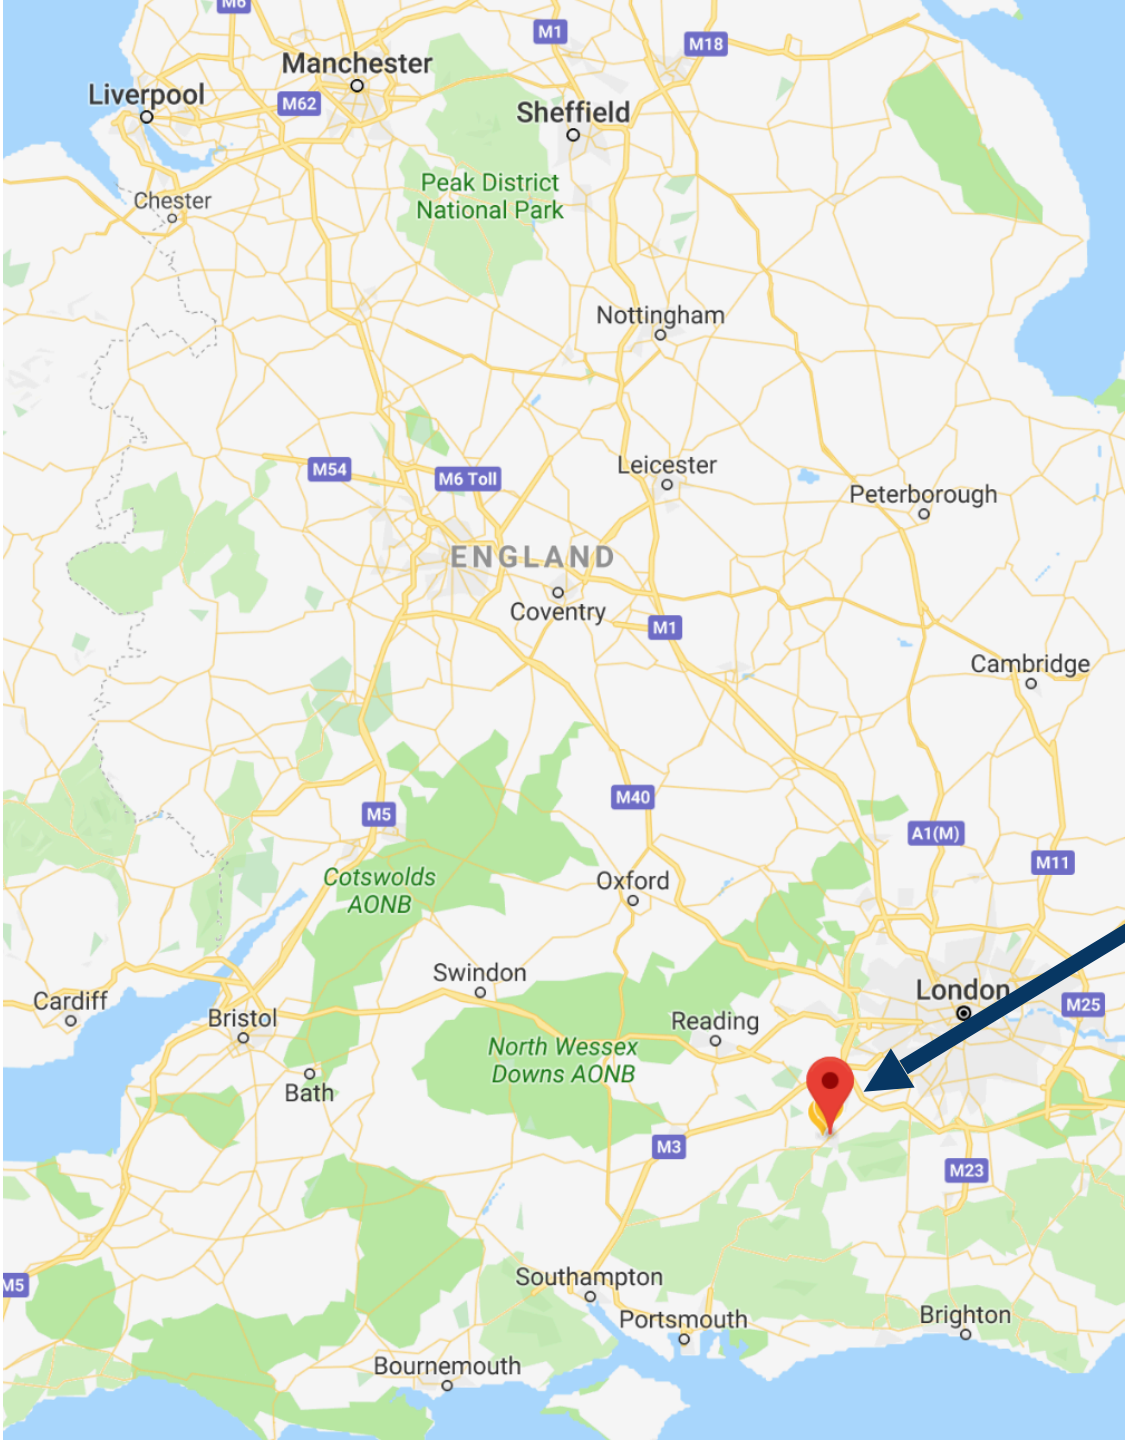 M6
M1
Manchester
M18
Liverpool
M62
Sheffield
Peak District
National Park
Chester
Nottingham
M54
M6 Toll
Leicester
Peterborough
ENGLAND
Coventry
M1
Cambridge
M40
M5
A1(M)
M11
Cotswolds
AONB
Oxford
Swindon
London
Cardiff
M25
Bristol
Reading
North Wessex
Downs AONB
Bath
M3
M23
M5
Southampton
Portsmouth
Brighton
Bournemouth